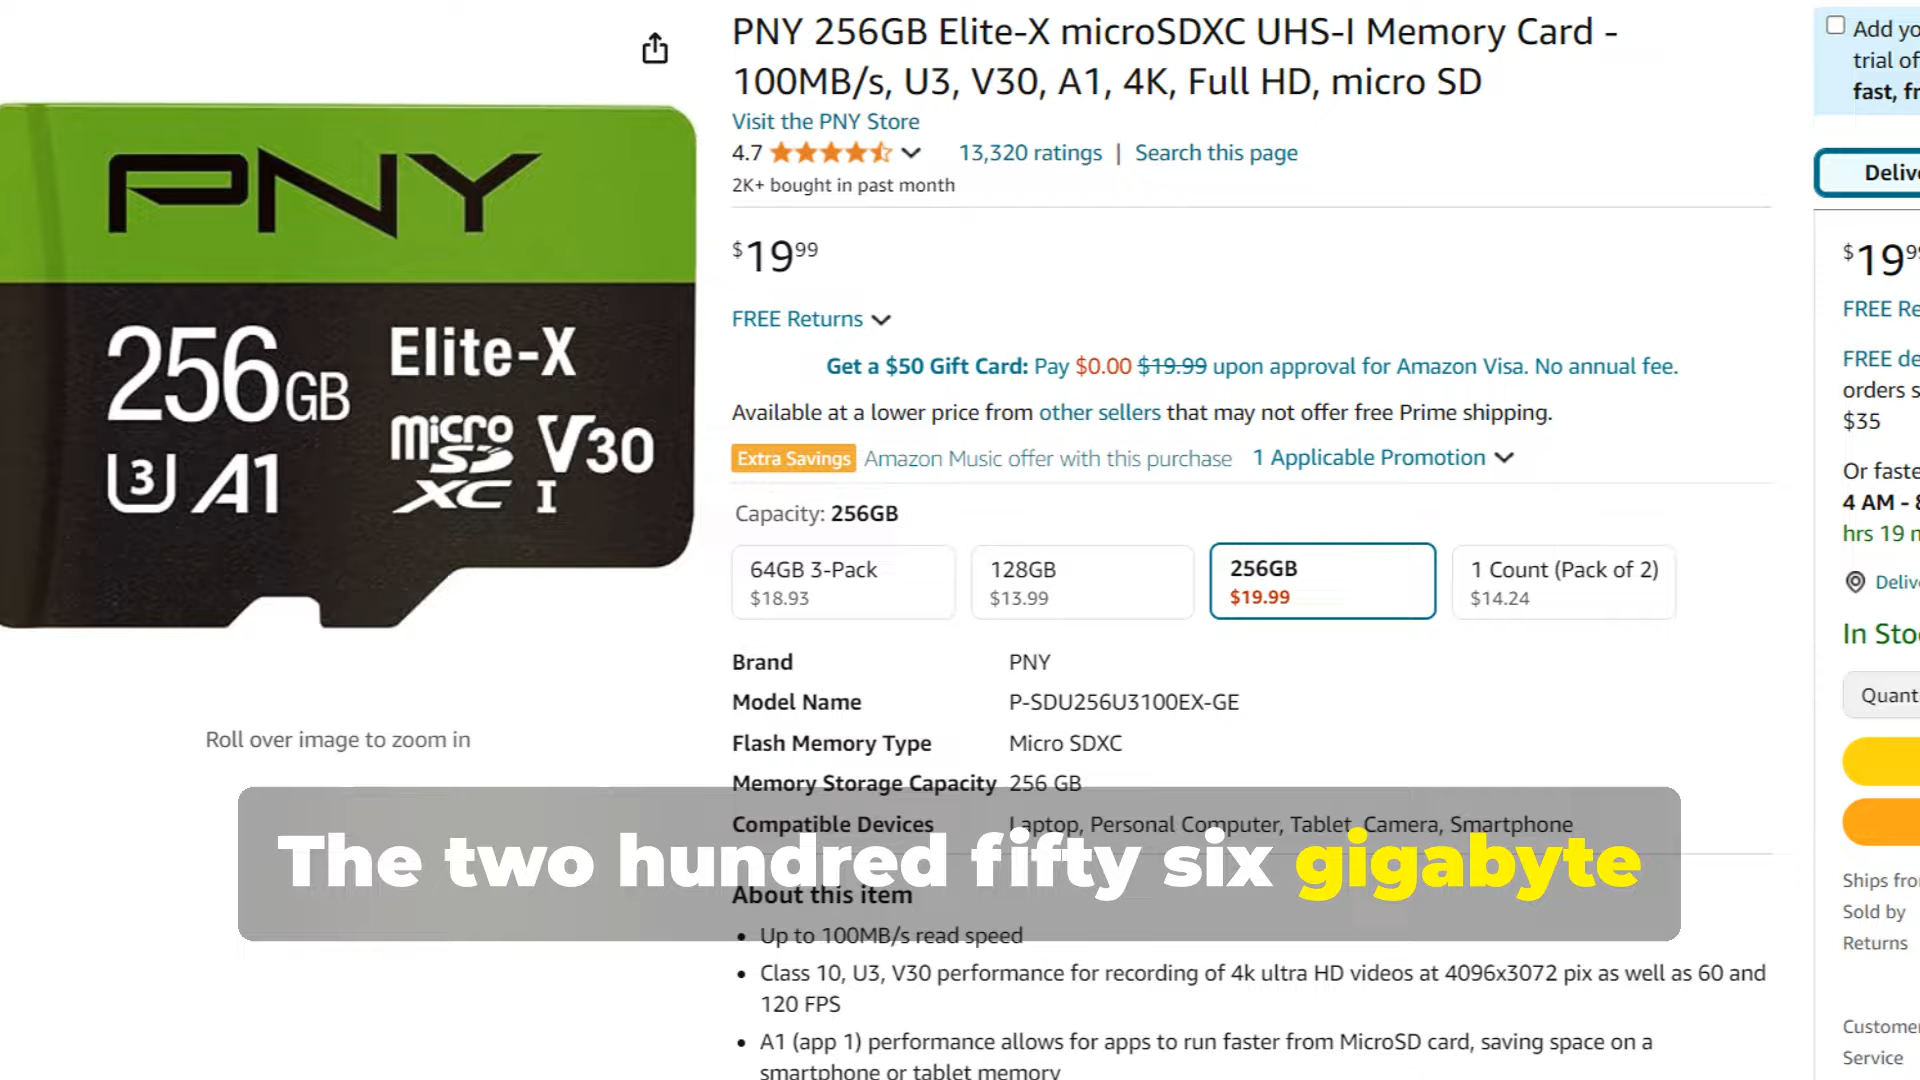 PNY 256GB Elite-X microSDXC UHS-I Memory Card -
100MB/s, U3, V30, A1, 4K, Full HD, micro SD
Visit the PNY Store
4.7
13,320 ratings | Search this page
2K+ bought in past month
$19.99
FREE Returns
Get a $50 Gift Card: Pay $0.00 $19.99 upon approval for Amazon Visa. No annual fee.
Available at a lower price from other sellers that may not offer free Prime shipping.
Extra Savings Amazon Music offer with this purchase 1 Applicable Promotion
Capacity: 256GB
64GB 3-Pack
$18.93
128GB
$13.99
256GB
$19.99
1 Count (Pack of 2)
$14.24
Brand PNY
Model Name P-SDU256U3100EX-GE
Flash Memory Type Micro SDXC
Memory Storage Capacity 256 GB
Compatible Devices Laptop, Personal Computer, Tablet, Camera, Smartphone
About this item
• Up to 100MB/s read speed
• Class 10, U3, V30 performance for recording of 4k ultra HD videos at 4096x3072 pix as well as 60 and
120 FPS
• A1 (app 1) performance allows for apps to run faster from MicroSD card, saving space on a
smartphone or tablet memory
PNY
256GB Elite-X
micro SD XC I V30
U3 A1
Roll over image to zoom in
The two hundred fifty six gigabyte
Add yo
trial of
fast, fr
Delive
$19.99
FREE Re
FREE de
orders s
$35
Or faste
4 AM - 8
hrs 19 m
Delive
In Sto
Quant
Ships fro
Sold by
Returns
Custome
Service